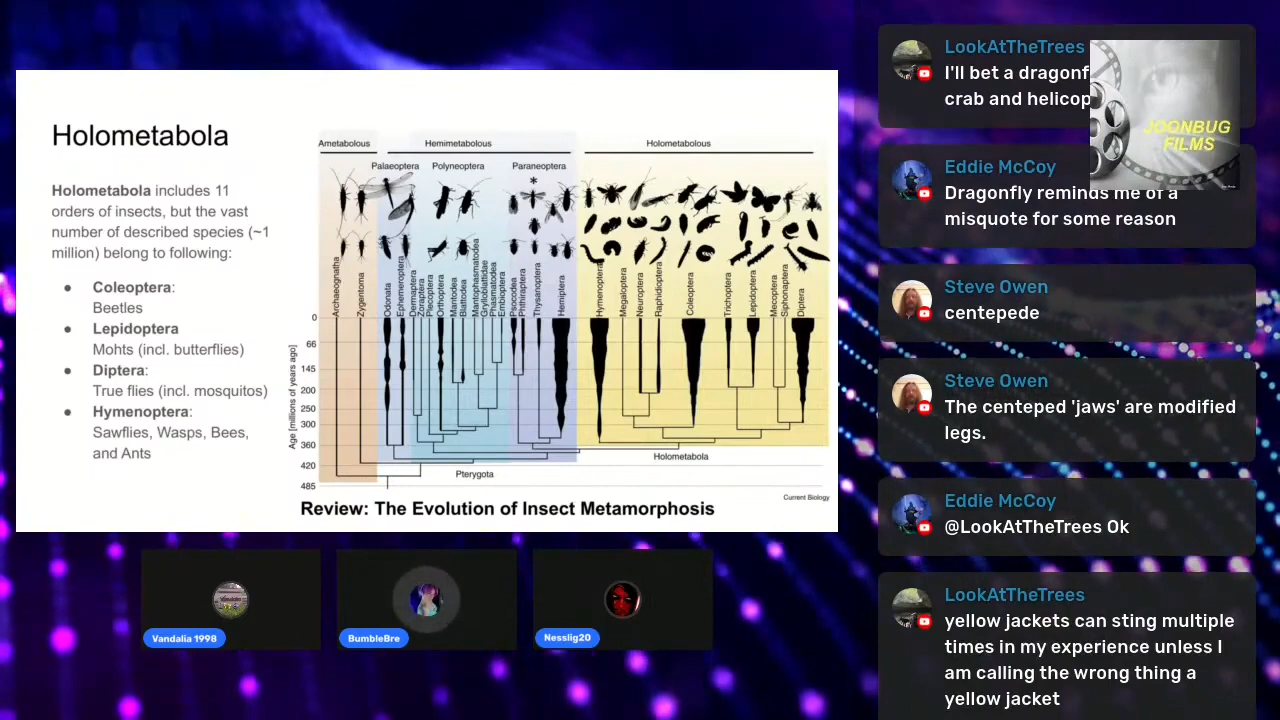 Holometabola
Holometabola includes 11
orders of insects, but the vast
number of described species (~1
million) belong to following:
● Coleoptera:
Beetles
● Lepidoptera
Mohts (incl. butterflies)
● Diptera:
True flies (incl. mosquitos)
● Hymenoptera:
Sawflies, Wasps, Bees,
and Ants
Ametabolous
Hemimetabolous
Holometabolous
Palaeoptera
Polyneoptera
Paraneoptera
*
Archaeognatha
Zygentoma
Odonata
Ephemeroptera
Dermaptera
Zoraptera
Plecoptera
Orthoptera
Mantodea
Blattodea
Mantophasmatodea
Grylloblattidae
Phasmatodea
Embioptera
Psocodea
Phthiraptera
Thysanoptera
Hemiptera
Hymenoptera
Megaloptera
Neuroptera
Raphidioptera
Coleoptera
Trichoptera
Lepidoptera
Mecoptera
Siphonaptera
Diptera
Age [millions of years ago]
0
66
145
200
250
300
360
420
485
Holometabola
Pterygota
Current Biology
Review: The Evolution of Insect Metamorphosis
Vandalia 1998
BumbleBre
Nesslig20
LookAtTheTrees
I'll bet a dragonf
crab and helicop
JOONBUG
FILMS
Eddie McCoy
Dragonfly reminds me of a
misquote for some reason
Steve Owen
centepede
Steve Owen
The centeped 'jaws' are modified
legs.
Eddie McCoy
@LookAtTheTrees Ok
LookAtTheTrees
yellow jackets can sting multiple
times in my experience unless I
am calling the wrong thing a
yellow jacket